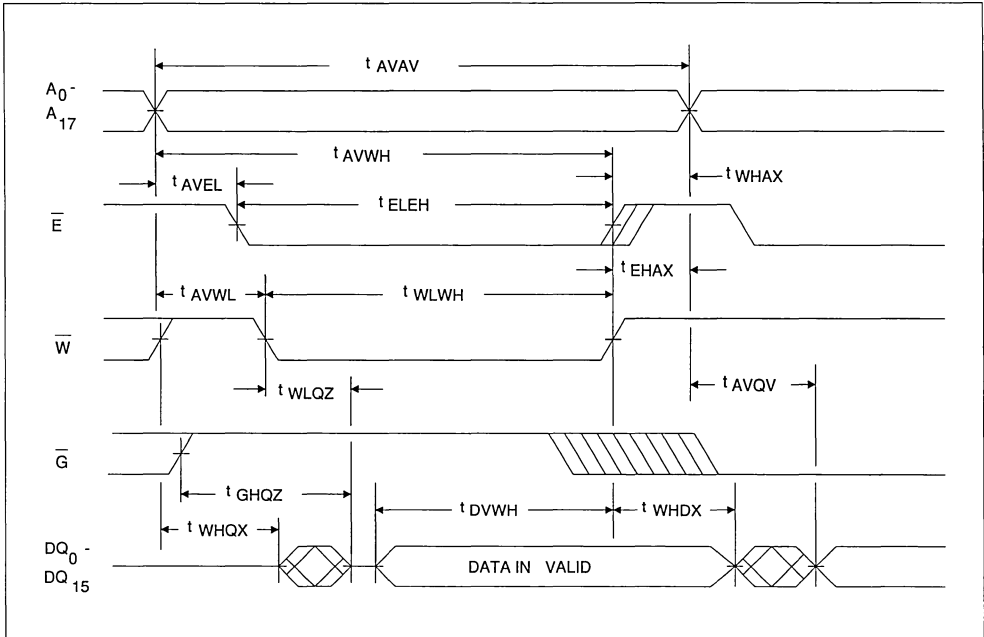 t AVAV
A0 -
A17
t AVWH
t AVEL
t WHAX
t ELEH
E
t EHAX
t AVWL
t WLWH
W
t AVQV
t WLQZ
G
t GHQZ
t DVWH
t WHDX
t WHQX
DQ0 -
DQ15
DATA IN VALID